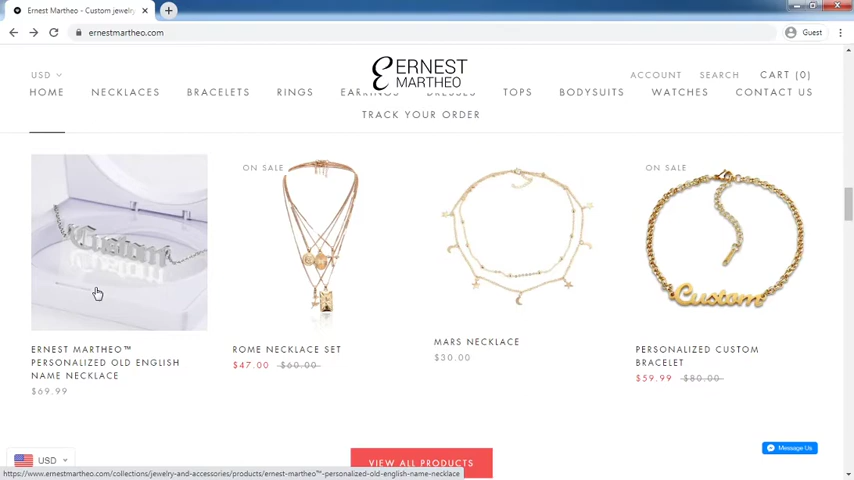 Ernest Martheo - Custom jewelry
ernestmartheo.com
Guest
USD
ERNEST
MARTHEO
ACCOUNT SEARCH CART (0)
HOME NECKLACES BRACELETS RINGS EARRINGS DRESSES TOPS BODYSUITS WATCHES CONTACT US
TRACK YOUR ORDER
ON SALE
ON SALE
Custom
Custom
ERNEST MARTHEO™
PERSONALIZED OLD ENGLISH
NAME NECKLACE
$69.99
ROME NECKLACE SET
$47.00 $60.00
MARS NECKLACE
$30.00
PERSONALIZED CUSTOM
BRACELET
$59.99 $80.00
USD
VIEW ALL PRODUCTS
Message Us
https://www.ernestmartheo.com/collections/jewelry-and-accessories/products/ernest-martheo™-personalized-old-english-name-necklace